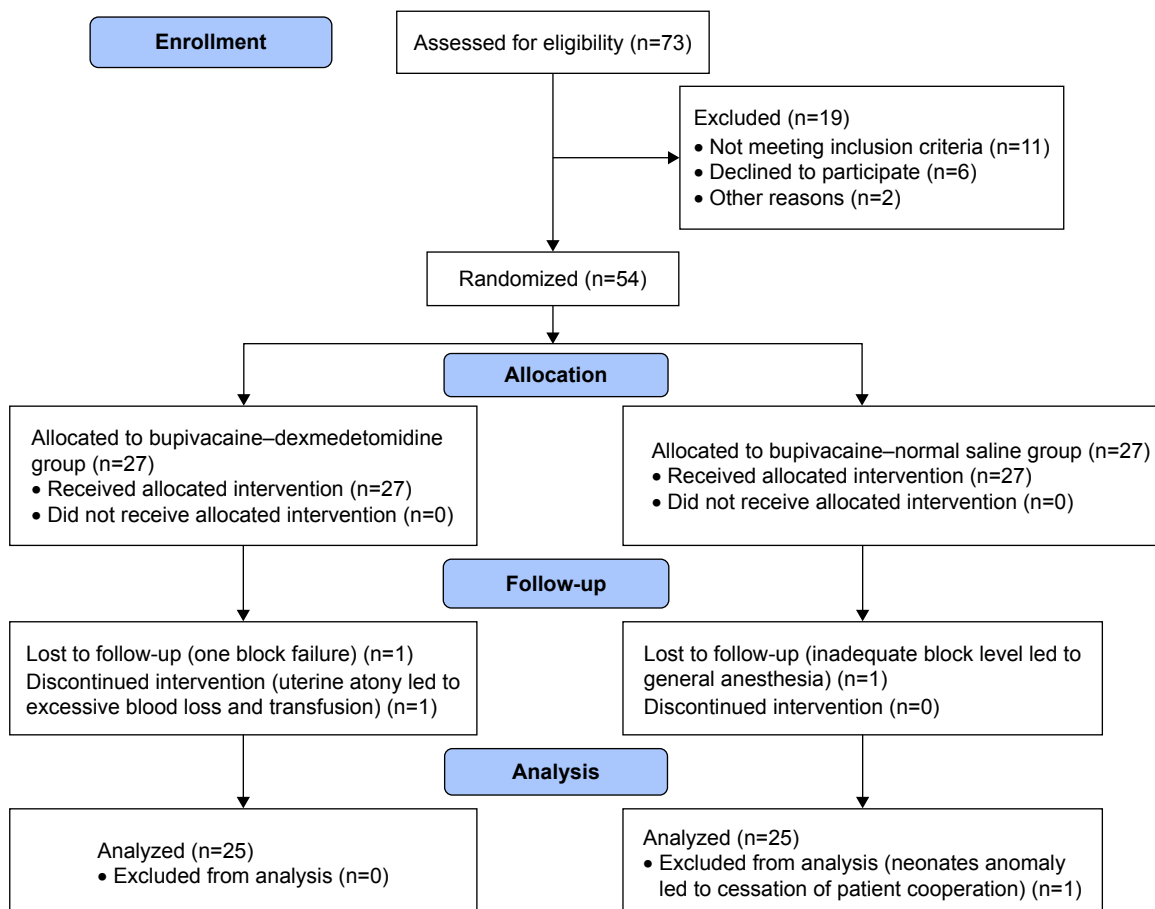 Enrollment
Assessed for eligibility (n=73)
Excluded (n=19)
• Not meeting inclusion criteria (n=11)
• Declined to participate (n=6)
• Other reasons (n=2)
Randomized (n=54)
Allocation
Allocated to bupivacaine–dexmedetomidine
group (n=27)
• Received allocated intervention (n=27)
• Did not receive allocated intervention (n=0)
Allocated to bupivacaine–normal saline group (n=27)
• Received allocated intervention (n=27)
• Did not receive allocated intervention (n=0)
Follow-up
Lost to follow-up (one block failure) (n=1)
Discontinued intervention (uterine atony led to
excessive blood loss and transfusion) (n=1)
Lost to follow-up (inadequate block level led to
general anesthesia) (n=1)
Discontinued intervention (n=0)
Analysis
Analyzed (n=25)
• Excluded from analysis (n=0)
Analyzed (n=25)
• Excluded from analysis (neonates anomaly
led to cessation of patient cooperation) (n=1)